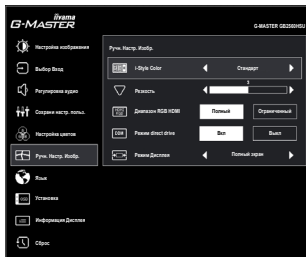 iiyama
G-MASTER
G-MASTER GB2560HSU
Настройка изображения
Ручн. Настр. Изобр.
i-Style Color
Стандарт
Выбор Вход
5
Резкость
Регулировка аудио
Диапазон RGB HDMI
Полный
Ограниченный
Сохрани настр. польз.
Режим direct drive
Вкл
Выкл
Настройка цветов
Режим Дисплея
Полный экран
Ручн. Настр. Изобр.
Язык
Установка
Информация Дисплея
Сброс